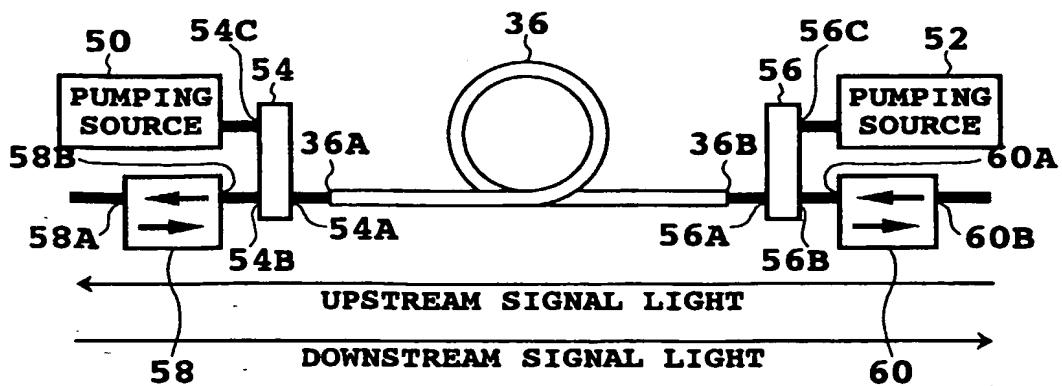 50
54C
54
36
56
56C
52
PUMPING
SOURCE
PUMPING
SOURCE
58B
36A
36B
60A
58A
54B
54A
56A
56B
60B
UPSTREAM SIGNAL LIGHT
DOWNSTREAM SIGNAL LIGHT
58
60